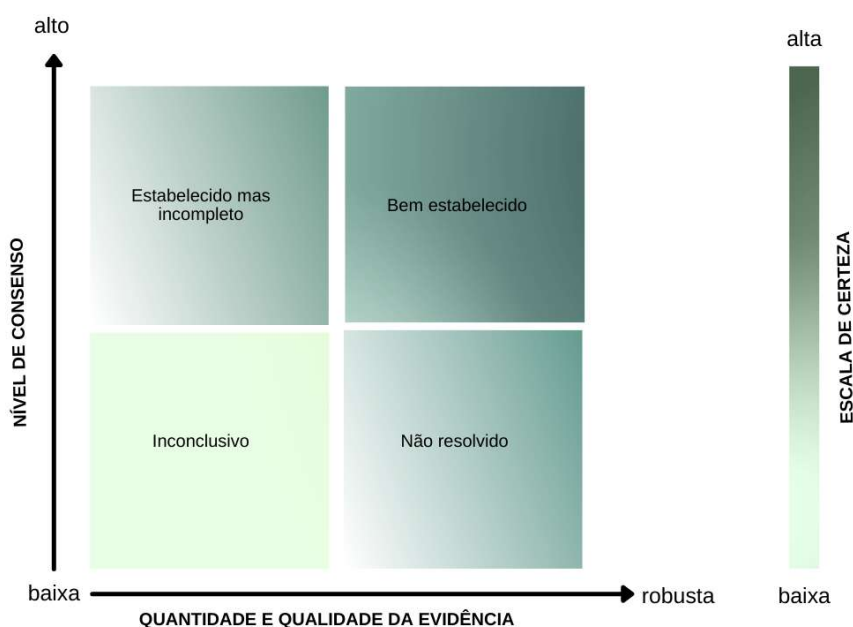 alto
alta
Estabelecido mas
incompleto
Bem estabelecido
NÍVEL DE CONSENSO
ESCALA DE CERTEZA
Inconclusivo
Não resolvido
baixa
robusta
baixa
QUANTIDADE E QUALIDADE DA EVIDÊNCIA